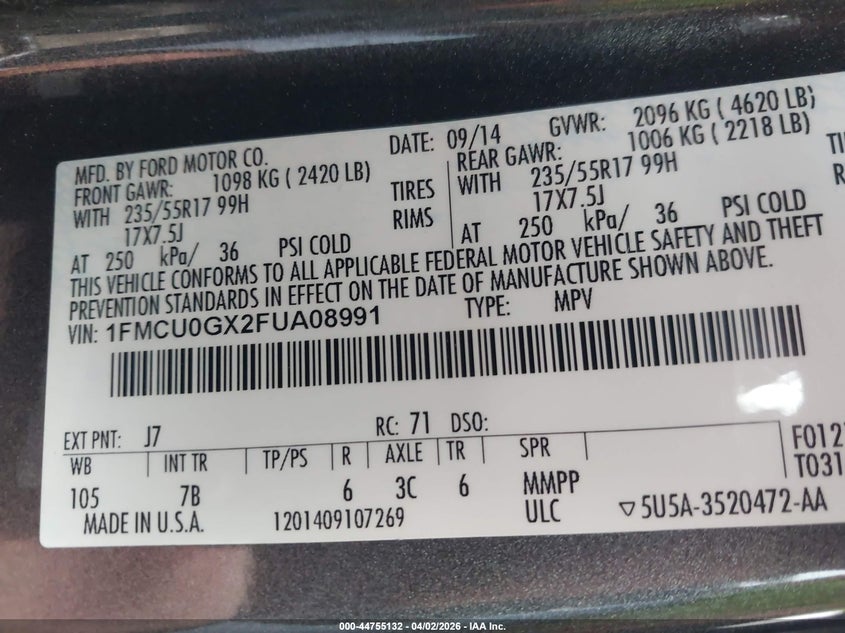 MFD. BY FORD MOTOR CO. DATE: 09/14 GVWR: 2096 KG ( 4620 LB)
FRONT GAWR: 1098 KG ( 2420 LB) REAR GAWR: 1006 KG ( 2218 LB)
WITH 235/55R17 99H TIRES WITH 235/55R17 99H
17X7.5J RIMS 17X7.5J
AT 250 kPa/ 36 PSI COLD AT 250 kPa/ 36 PSI COLD
THIS VEHICLE CONFORMS TO ALL APPLICABLE FEDERAL MOTOR VEHICLE SAFETY AND THEFT
PREVENTION STANDARDS IN EFFECT ON THE DATE OF MANUFACTURE SHOWN ABOVE.
VIN: 1FMCU0GX2FUA08991 TYPE: MPV
EXT PNT: J7 RC: 71 DSO:
WB INT TR TP/PS R AXLE TR SPR
105 7B 6 3C 6 MMPP
MADE IN U.S.A. 1201409107269 ULC ▽5U5A-3520472-AA
000-44755132 - 04/02/2026 - IAA Inc.